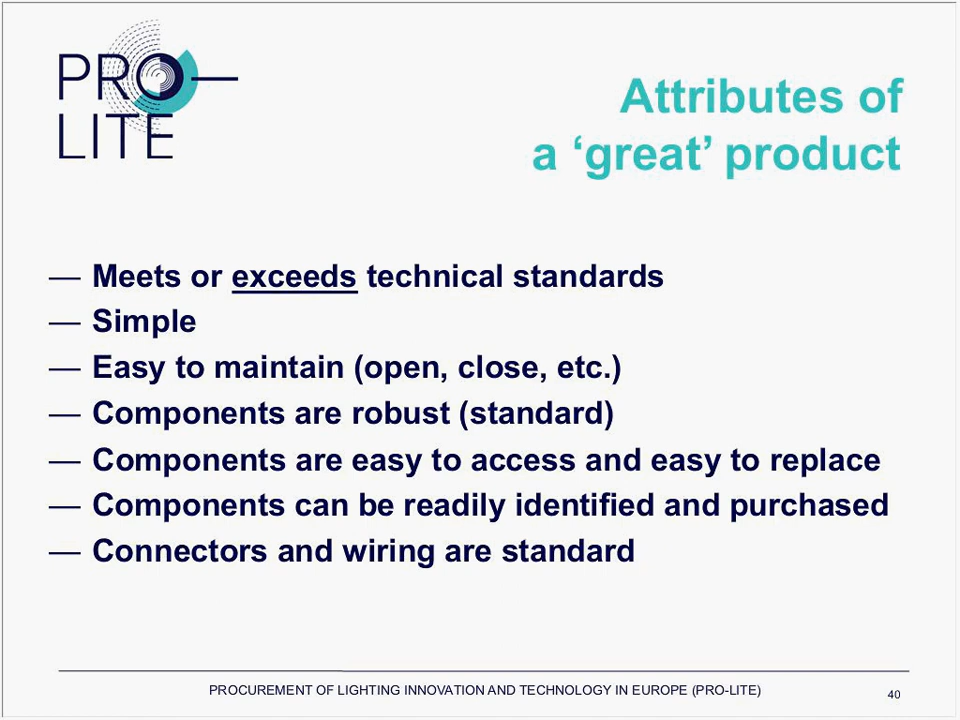 PRO—
LITE
Attributes of
a ‘great’ product
— Meets or exceeds technical standards
— Simple
— Easy to maintain (open, close, etc.)
— Components are robust (standard)
— Components are easy to access and easy to replace
— Components can be readily identified and purchased
— Connectors and wiring are standard
PROCUREMENT OF LIGHTING INNOVATION AND TECHNOLOGY IN EUROPE (PRO-LITE)
40